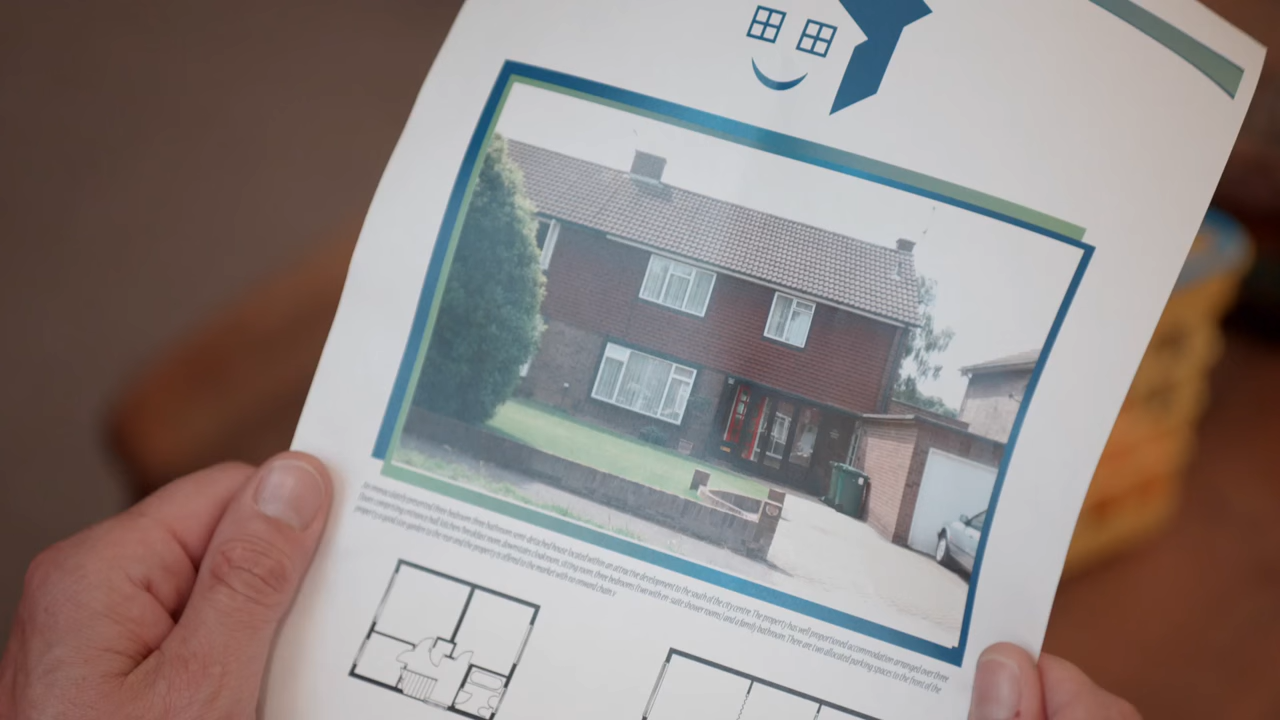 An immaculately presented three bedroom, three bathroom semi-detached house located within an attractive development to the south of the city centre. The property has well proportioned accommodation arranged over three
floors comprising entrance hall, kitchen/breakfast room, downstairs cloakroom, sitting room, three bedrooms (two with en-suite shower rooms) and a family bathroom. There are two allocated parking spaces to the front of the
property, a good size garden to the rear and the property is offered to the market with no onward chain.